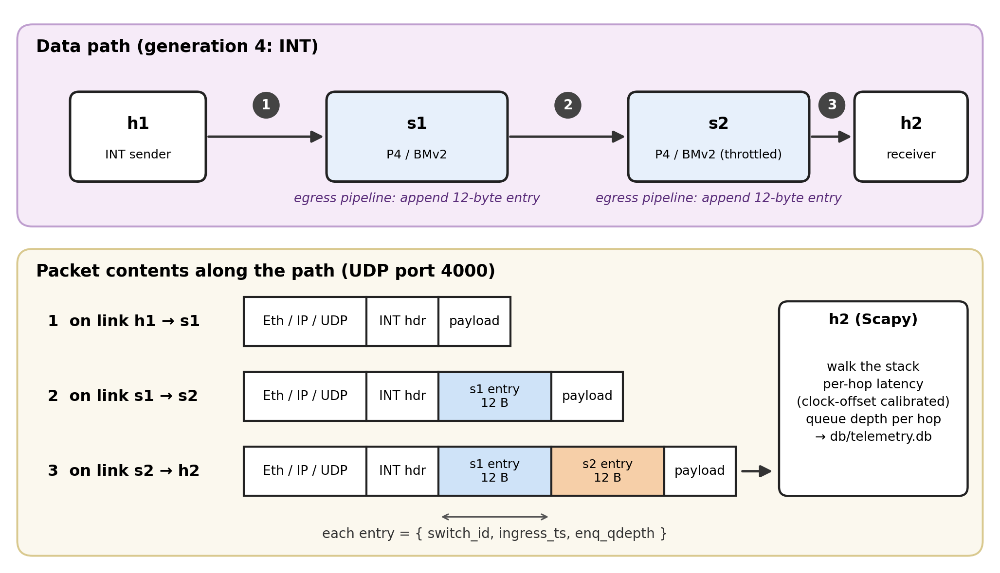 Data path (generation 4: INT)
1
2
3
h1
INT sender
s1
P4 / BMv2
s2
P4 / BMv2 (throttled)
h2
receiver
egress pipeline: append 12-byte entry
egress pipeline: append 12-byte entry
Packet contents along the path (UDP port 4000)
1 on link h1 → s1
Eth / IP / UDP
INT hdr
payload
2 on link s1 → s2
Eth / IP / UDP
INT hdr
s1 entry
12 B
payload
3 on link s2 → h2
Eth / IP / UDP
INT hdr
s1 entry
12 B
s2 entry
12 B
payload
h2 (Scapy)
walk the stack
per-hop latency
(clock-offset calibrated)
queue depth per hop
→ db/telemetry.db
each entry = { switch_id, ingress_ts, enq_qdepth }